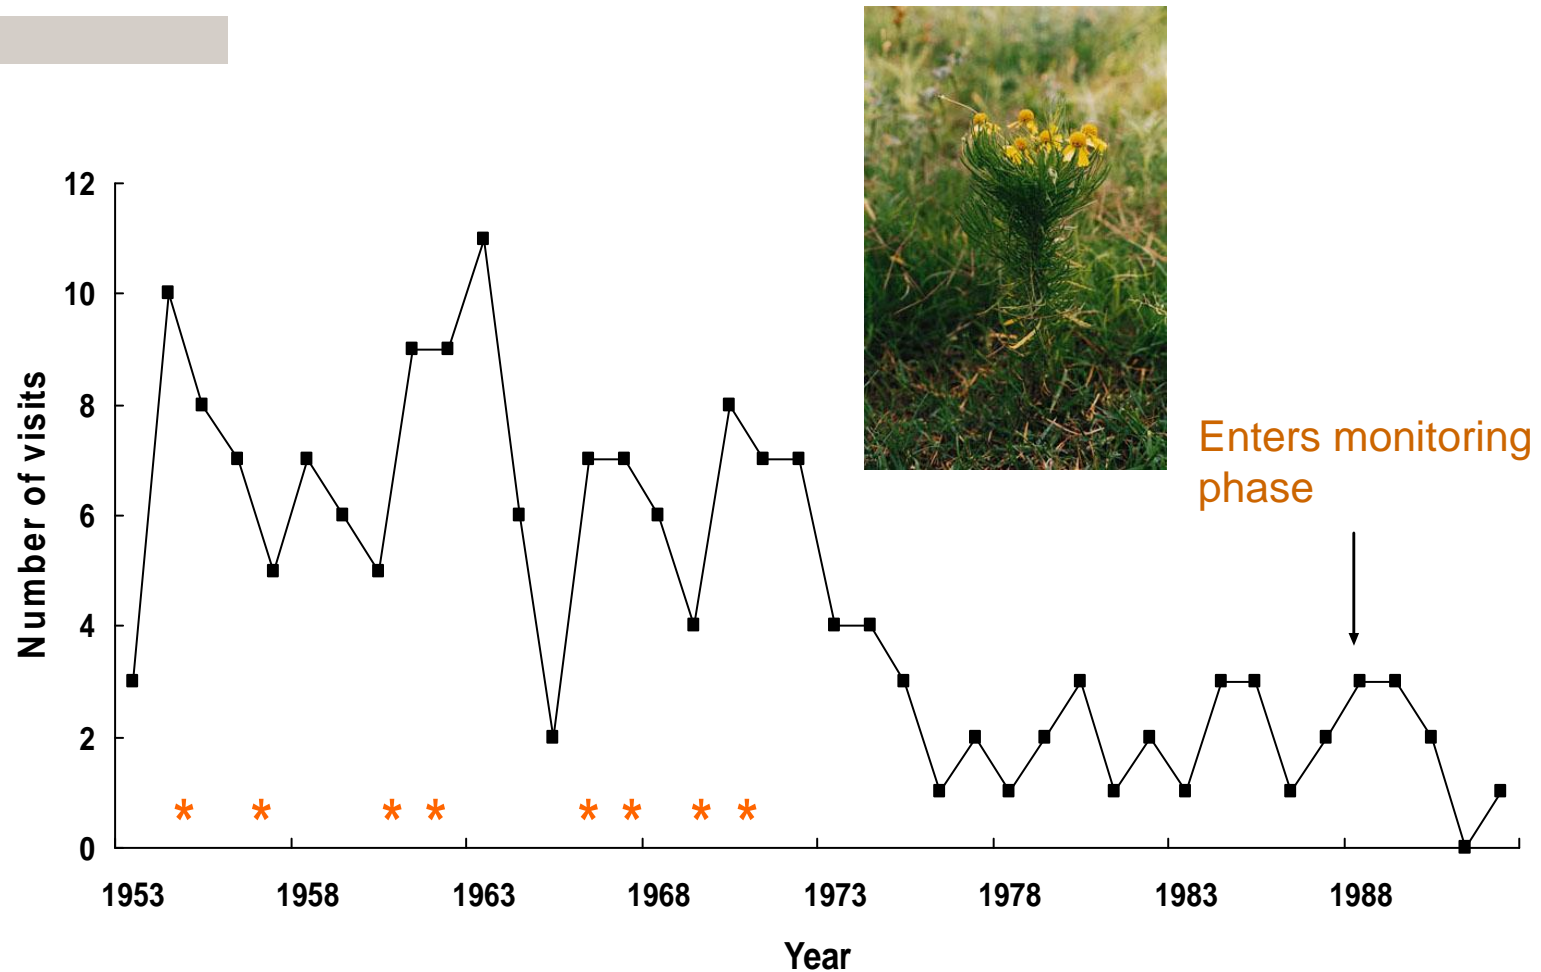 12
10
8
6
4
2
0
Number of visits
Enters monitoring
phase
* * * * * * * *
1953 1958 1963 1968 1973 1978 1983 1988
Year